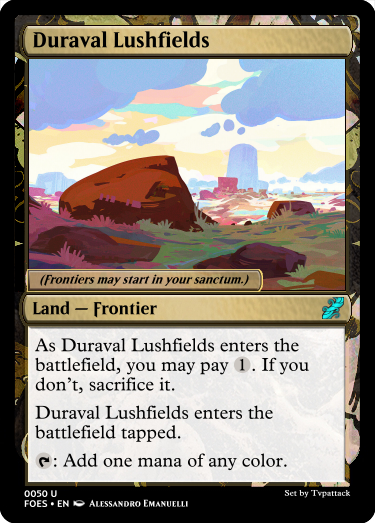 Duraval Lushfields
(Frontiers may start in your sanctum.)
Land — Frontier
As Duraval Lushfields enters the
battlefield, you may pay 1. If you
don't, sacrifice it.
Duraval Lushfields enters the
battlefield tapped.
: Add one mana of any color.
0050 U
Set by Tvpattack
FOES • EN Alessandro Emanuelli